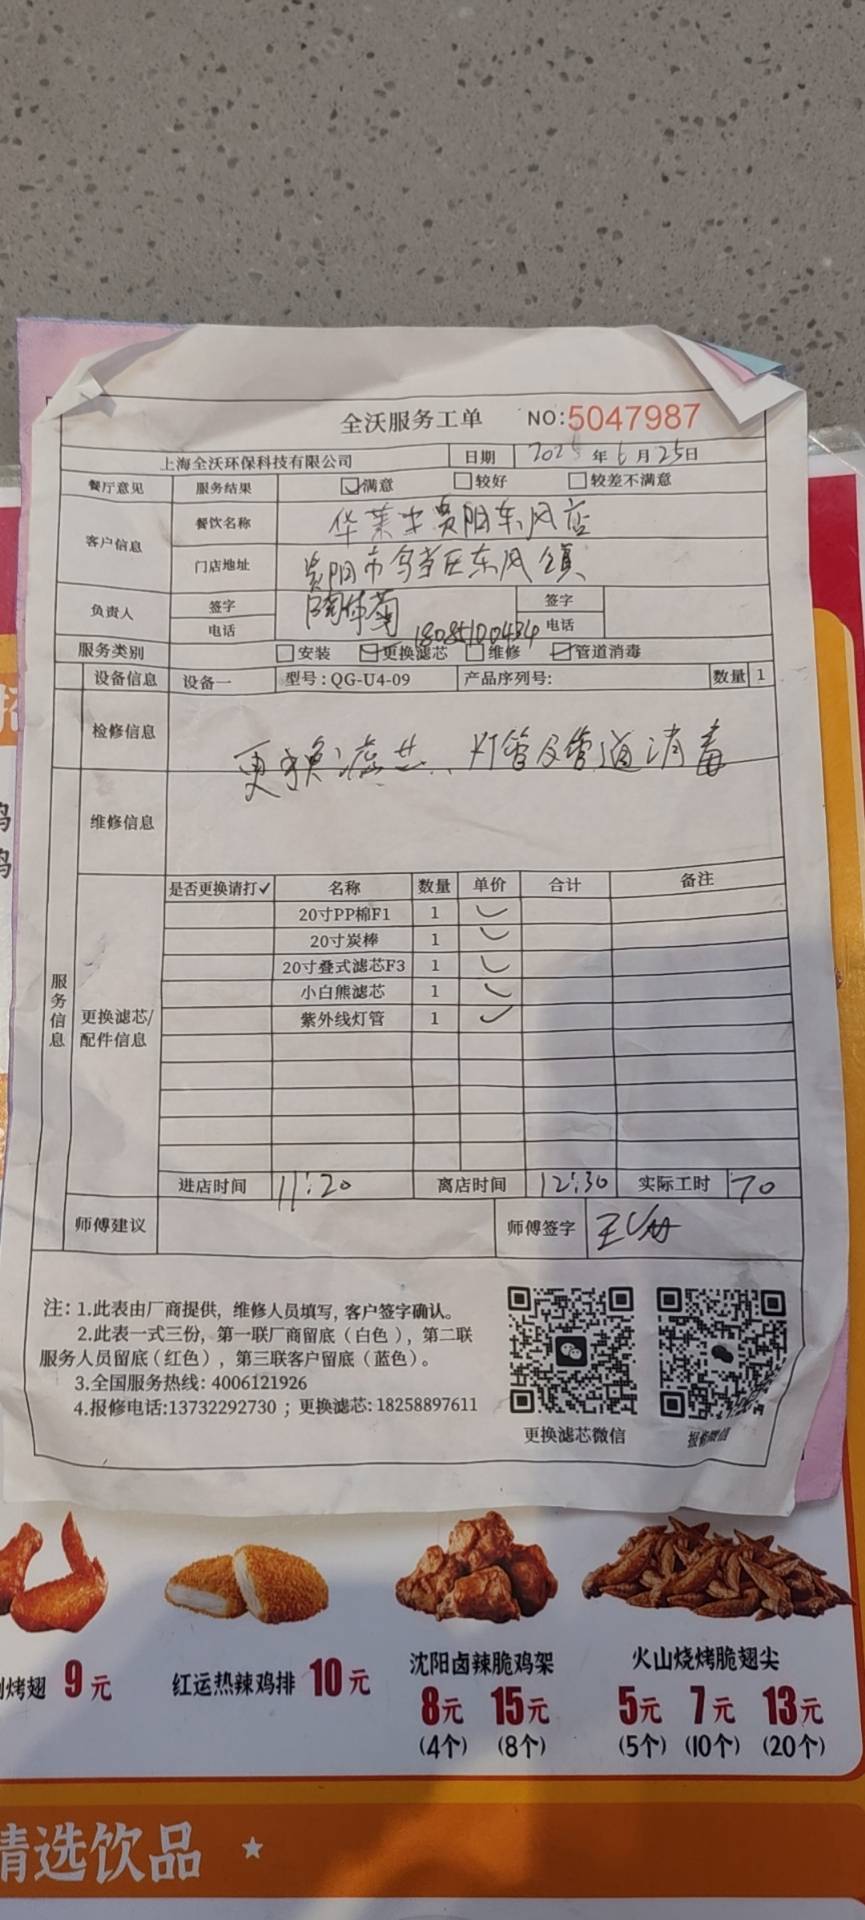 全沃服务工单 NO:5047987
上海全沃环保科技有限公司 日期 2025年6月25日
餐厅意见 服务结果 满意 较好 较差不满意
客户信息 餐饮名称 华莱士贵阳东风店
门店地址 贵阳市乌当区东风镇
负责人 签字 签字
电话 18085100434 电话
服务类别 安装 更换滤芯 维修 管道消毒
设备信息 设备一 型号:QG-U4-09 产品序列号: 数量 1
检修信息 更换滤芯、灯管及管道消毒
维修信息
服务信息
更换滤芯/配件信息
是否更换请打✓ 名称 数量 单价 合计 备注
20寸PP棉F1 1 ✓
20寸炭棒 1 ✓
20寸叠式滤芯F3 1 ✓
小白熊滤芯 1 ✓
紫外线灯管 1 ✓
进店时间 11:20 离店时间 12:30 实际工时 70
师傅建议 师傅签字
注: 1.此表由厂商提供，维修人员填写，客户签字确认。
2.此表一式三份，第一联厂商留底(白色)，第二联
服务人员留底(红色)，第三联客户留底(蓝色)。
3.全国服务热线: 4006121926
4.报修电话:13732292730 ; 更换滤芯: 18258897611
更换滤芯微信 报修微信
烤翅 9元 红运热辣鸡排 10元 沈阳卤辣脆鸡架 火山烧烤脆翅尖
8元 15元 5元 7元 13元
(4个) (8个) (5个) (10个) (20个)
精选饮品